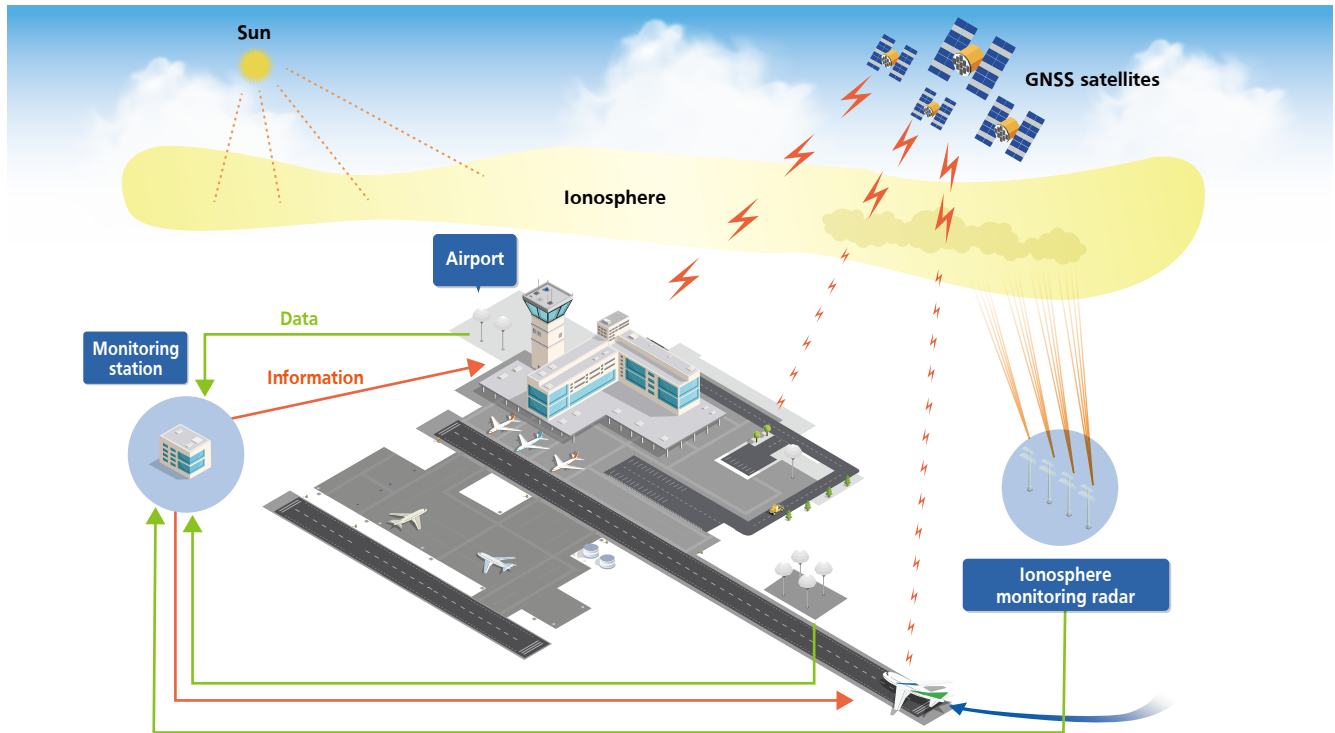 Sun
GNSS satellites
Ionosphere
Airport
Data
Monitoring
station
Information
Ionosphere
monitoring radar